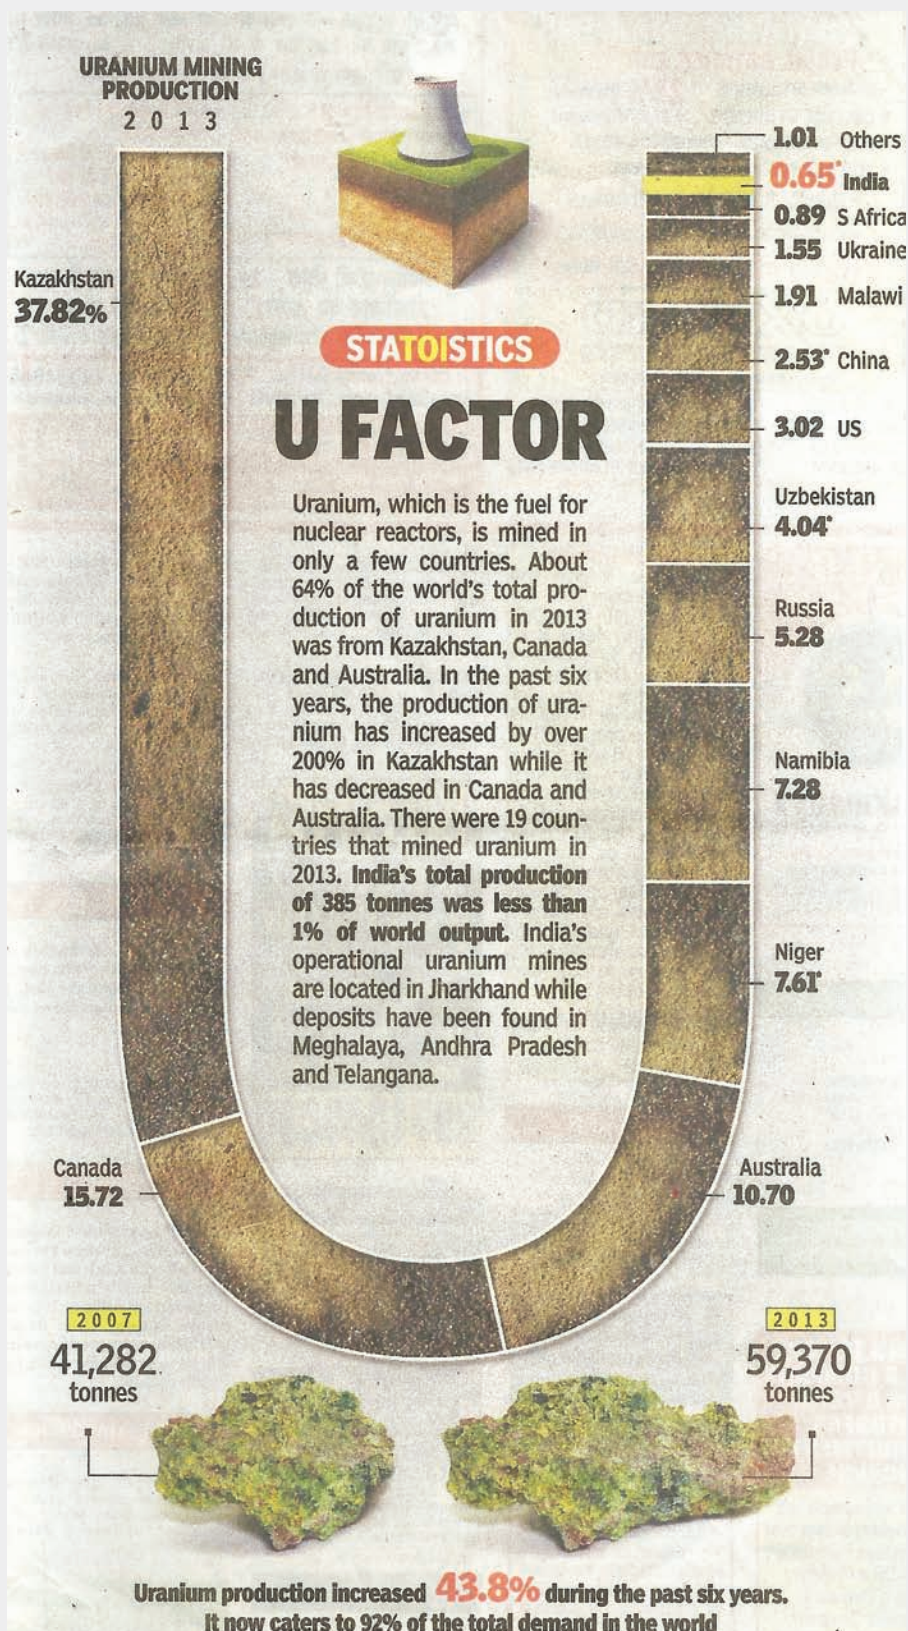 URANIUM MINING
PRODUCTION
2013
Kazakhstan
37.82%
Canada
15.72
1.01 Others
0.65* India
0.89 S Africa
1.55 Ukraine
1.91 Malawi
2.53* China
3.02 US
Uzbekistan
4.04*
Russia
5.28
Namibia
7.28
Niger
7.61*
Australia
10.70
STATOISTICS
U FACTOR
Uranium, which is the fuel for
nuclear reactors, is mined in
only a few countries. About
64% of the world's total pro-
duction of uranium in 2013
was from Kazakhstan, Canada
and Australia. In the past six
years, the production of ura-
nium has increased by over
200% in Kazakhstan while it
has decreased in Canada and
Australia. There were 19 coun-
tries that mined uranium in
2013. India's total production
of 385 tonnes was less than
1% of world output. India's
operational uranium mines
are located in Jharkhand while
deposits have been found in
Meghalaya, Andhra Pradesh
and Telangana.
2007
41,282
tonnes
2013
59,370
tonnes
Uranium production increased 43.8% during the past six years.
It now caters to 92% of the total demand in the world